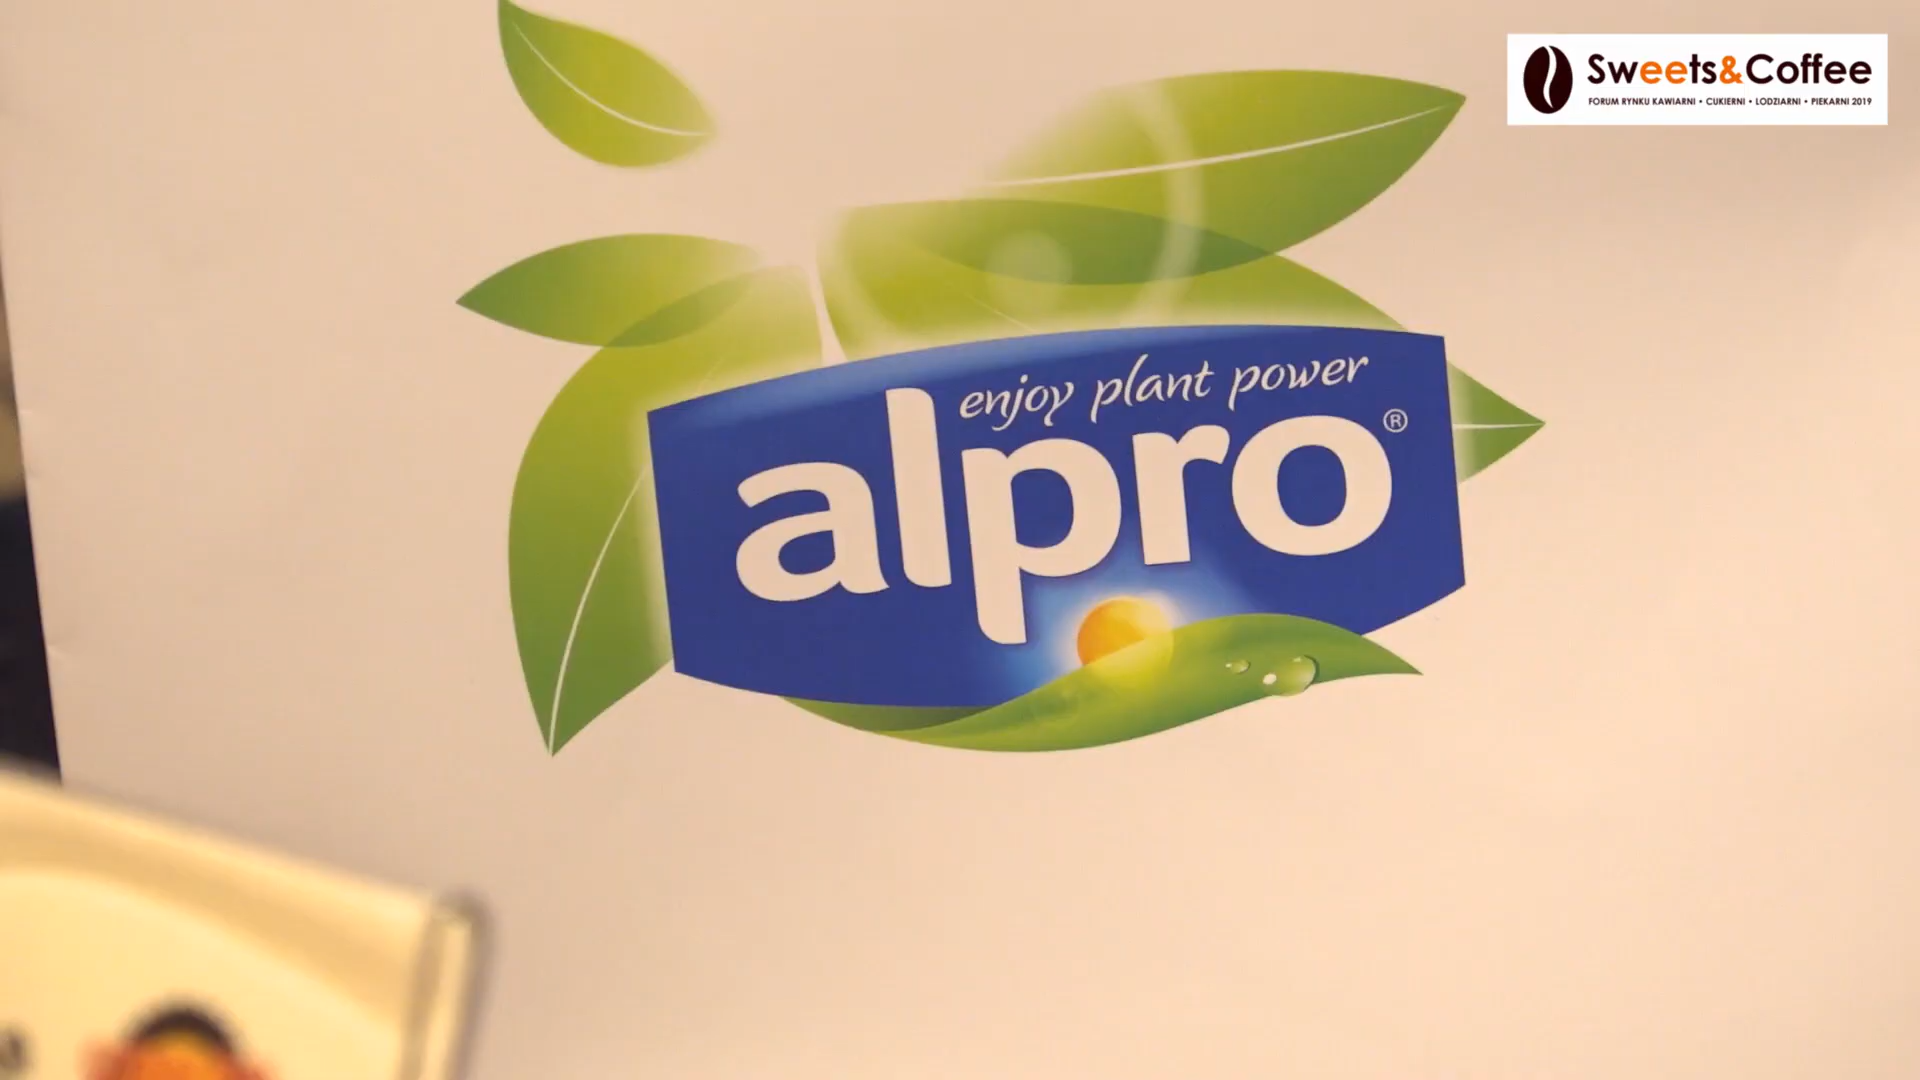 Sweets&Coffee
FORUM RYNKU KAWIARNI • CUKIERNI • LODZIARNI • PIEKARNI 2019
enjoy plant power
alpro®